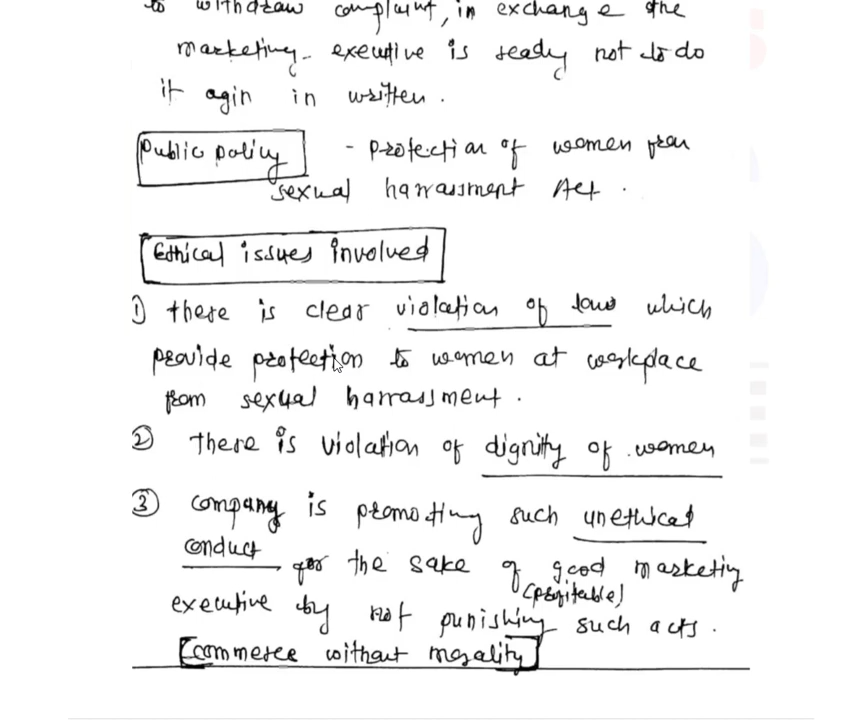 to withdraw complaint, in exchange the
marketing executive is ready not to do
it agin in written.
Public policy - protection of women from
sexual harrassment Act.
Ethical issues involved
1) there is clear violation of laws which
provide protection to women at workplace
from sexual harrassment.
2) there is violation of dignity of women
3) company is promoting such unethical
conduct for the sake of good marketing
(profitable)
executive by not punishing such acts.
[commerce without morality]